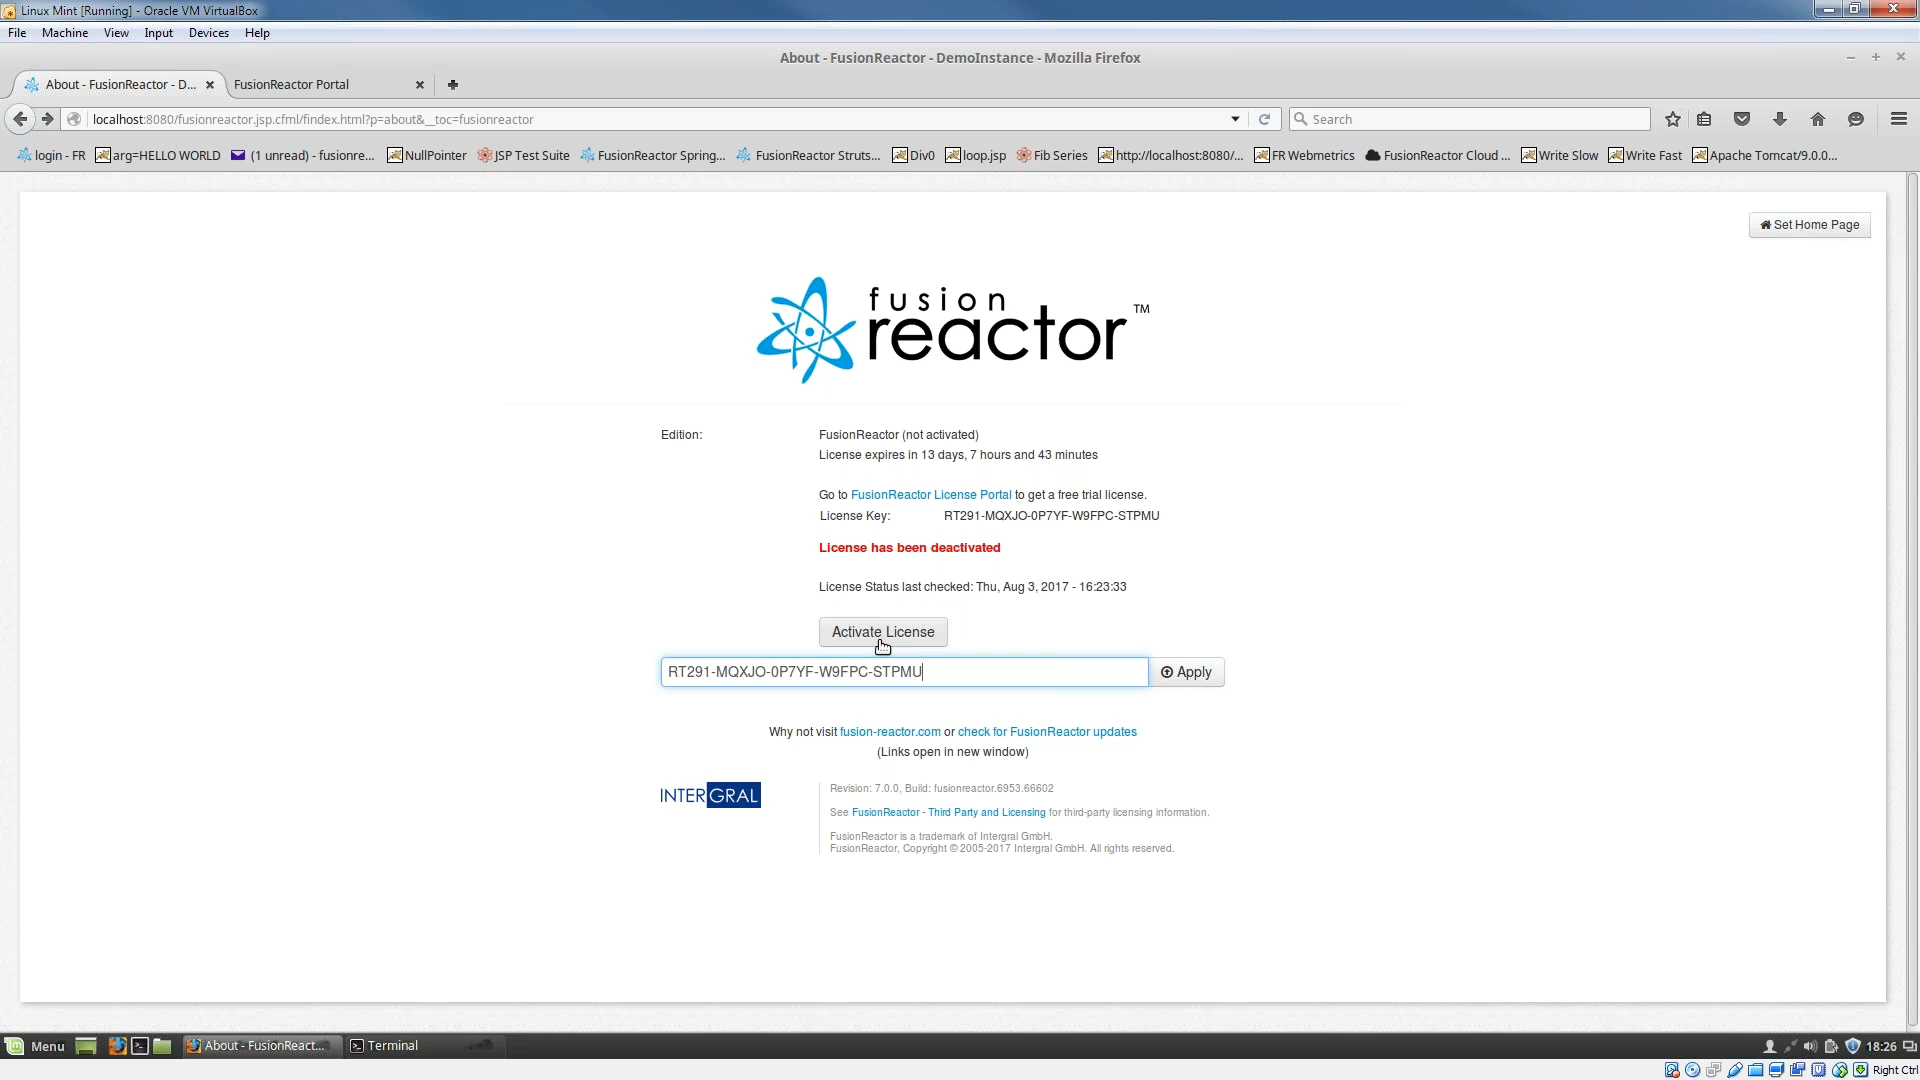 Linux Mint [Running] - Oracle VM VirtualBox
File Machine View Input Devices Help
About - FusionReactor - DemoInstance - Mozilla Firefox
About - FusionReactor - D... FusionReactor Portal
localhost:8080/fusionreactor.jsp.cfml/findex.html?p=about&__toc=fusionreactor Search
login - FR arg=HELLO WORLD (1 unread) - fusionre... NullPointer JSP Test Suite FusionReactor Spring... FusionReactor Struts... Div0 loop.jsp Fib Series http://localhost:8080/... FR Webmetrics FusionReactor Cloud ... Write Slow Write Fast Apache Tomcat/9.0.0...
Set Home Page
fusion
reactor ™
Edition: FusionReactor (not activated)
License expires in 13 days, 7 hours and 43 minutes
Go to FusionReactor License Portal to get a free trial license.
License Key: RT291-MQXJO-0P7YF-W9FPC-STPMU
License has been deactivated
License Status last checked: Thu, Aug 3, 2017 - 16:23:33
Activate License
RT291-MQXJO-0P7YF-W9FPC-STPMU Apply
Why not visit fusion-reactor.com or check for FusionReactor updates
(Links open in new window)
INTERGRAL
Revision: 7.0.0, Build: fusionreactor.6953.66602
See FusionReactor - Third Party and Licensing for third-party licensing information.
FusionReactor is a trademark of Intergral GmbH.
FusionReactor, Copyright © 2005-2017 Intergral GmbH. All rights reserved.
Menu About - FusionReact... Terminal 18:26
Right Ctrl